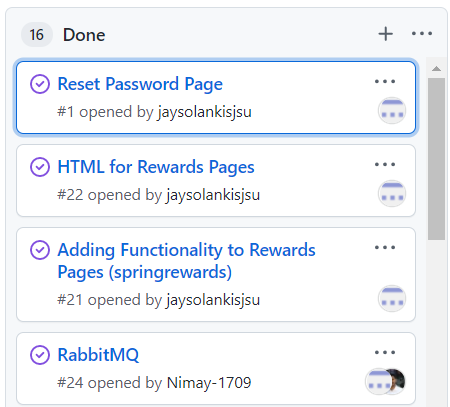 16 Done
Reset Password Page
#1 opened by jaysolankisjsu
HTML for Rewards Pages
#22 opened by jaysolankisjsu
Adding Functionality to Rewards
Pages (springrewards)
#21 opened by jaysolankisjsu
RabbitMQ
#24 opened by Nimay-1709